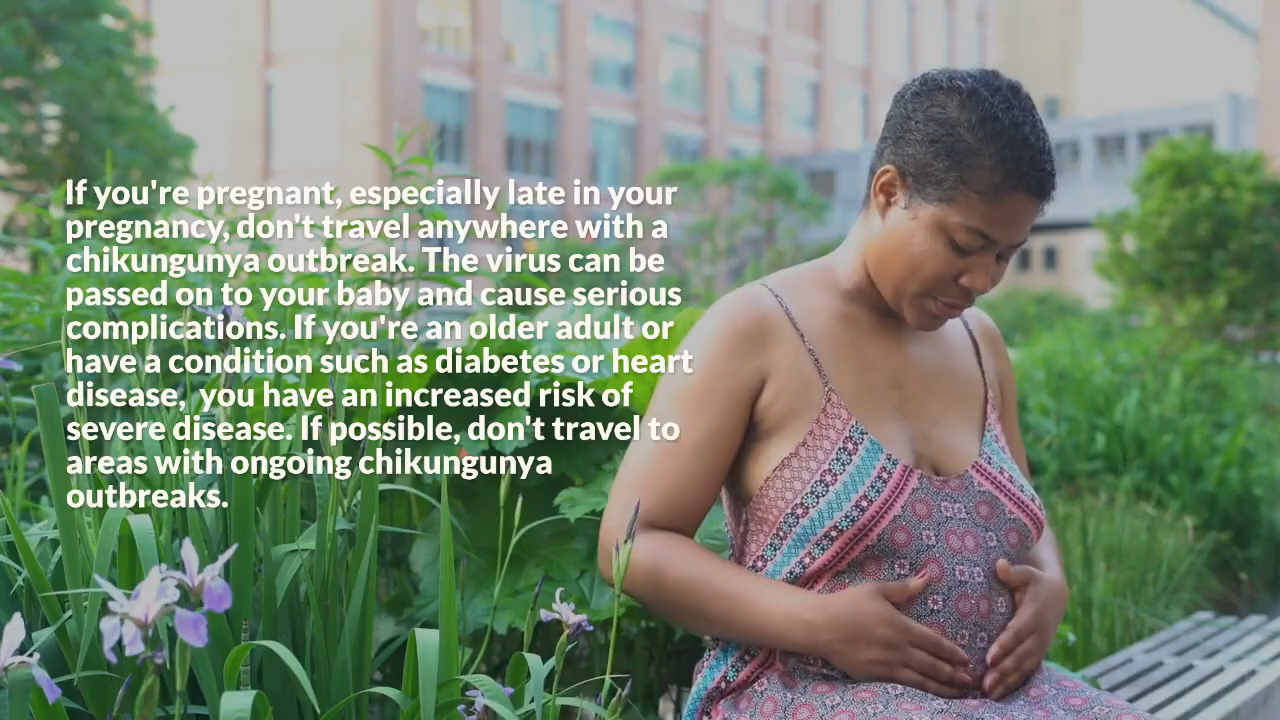 If you're pregnant, especially late in your
pregnancy, don't travel anywhere with a
chikungunya outbreak. The virus can be
passed on to your baby and cause serious
complications. If you're an older adult or
have a condition such as diabetes or heart
disease,  you have an increased risk of
severe disease. If possible, don't travel to
areas with ongoing chikungunya
outbreaks.